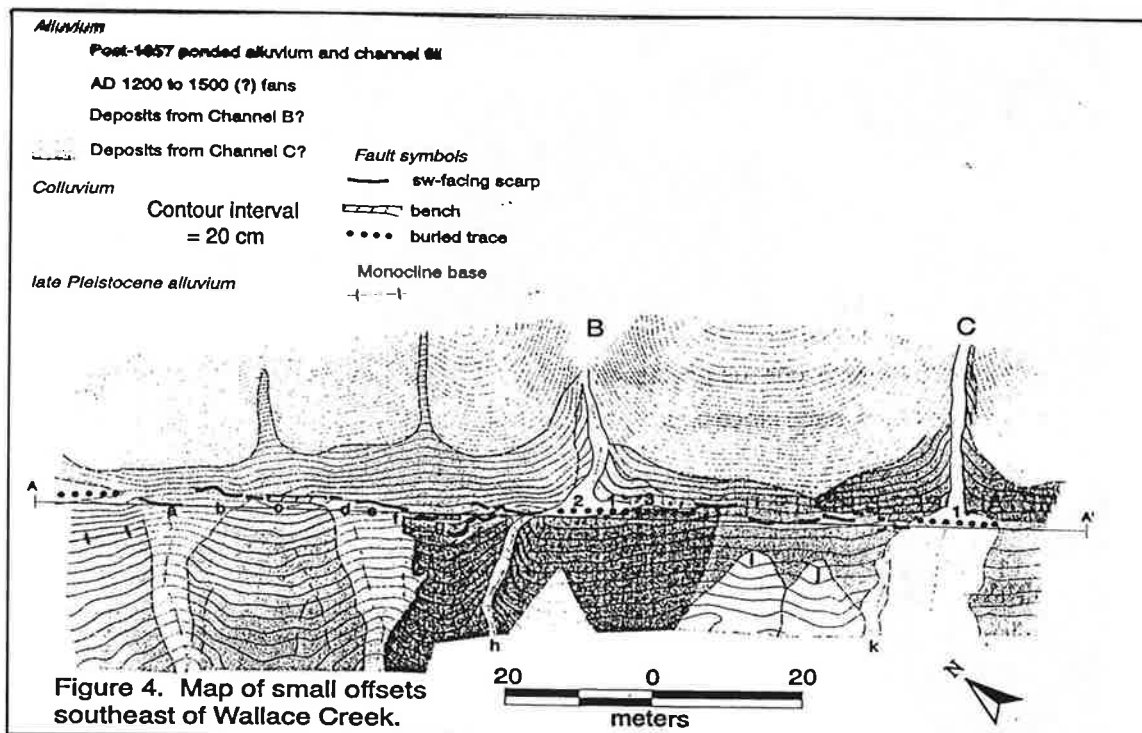 Alluvium
Post-1857 ponded alluvium and channel fill
AD 1200 to 1500 (?) fans
Deposits from Channel B?
Deposits from Channel C?
Colluvium
Contour interval
= 20 cm
late Pleistocene alluvium
Fault symbols
sw-facing scarp
bench
buried trace
Monocline base
B
C
A
a
b
c
d
e
f
g
2
3
1
A'
h
i
j
k
Figure 4. Map of small offsets
southeast of Wallace Creek.
20 0 20
meters
N